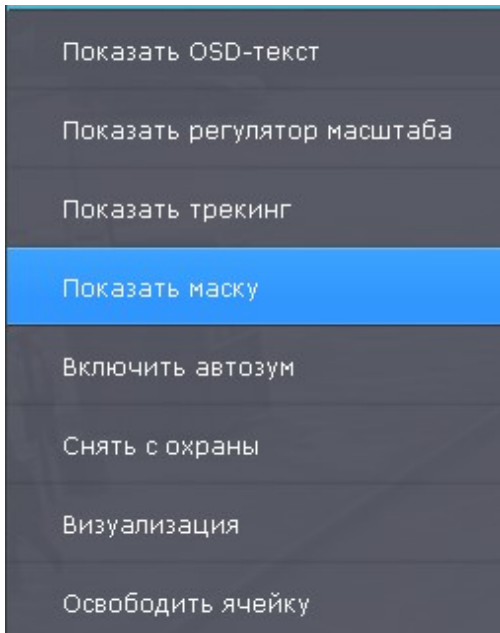 Показать OSD-текст
Показать регулятор масштаба
Показать трекинг
Показать маску
Включить автозум
Снять с охраны
Визуализация
Освободить ячейку